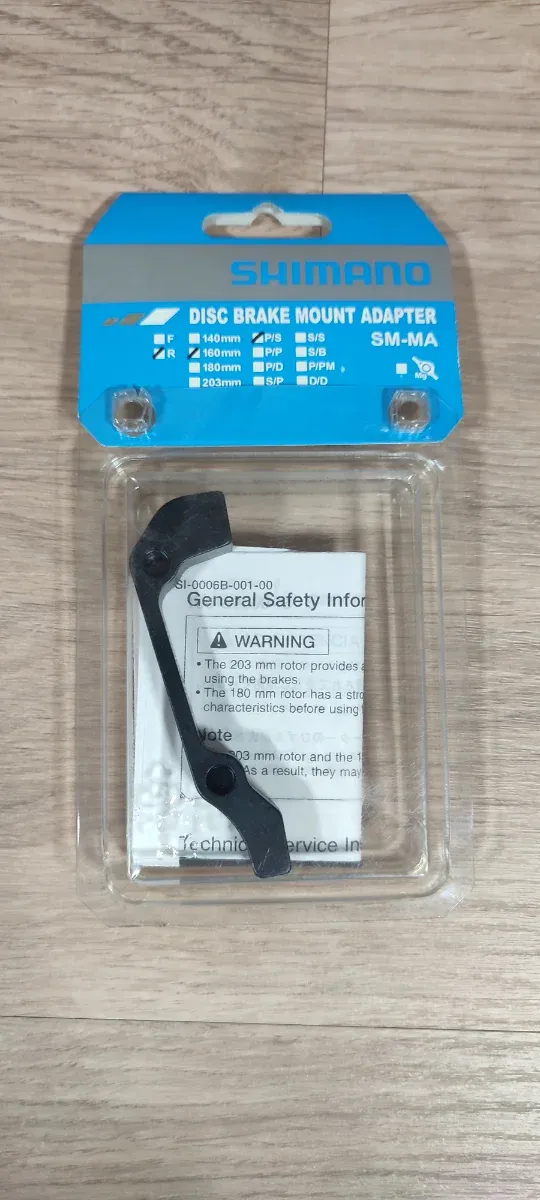 SHIMANO
DISC BRAKE MOUNT ADAPTER
SM-MA
F 140mm P/S S/S
R 160mm P/P S/B
180mm P/D P/PM
203mm S/P D/D
Mg
SI-0006B-001-00
General Safety Infor
WARNING
• The 203 mm rotor provides a
using the brakes.
• The 180 mm rotor has a stro
characteristics before using
Note
203 mm rotor and the 1
As a result, they may
Technic ervice In